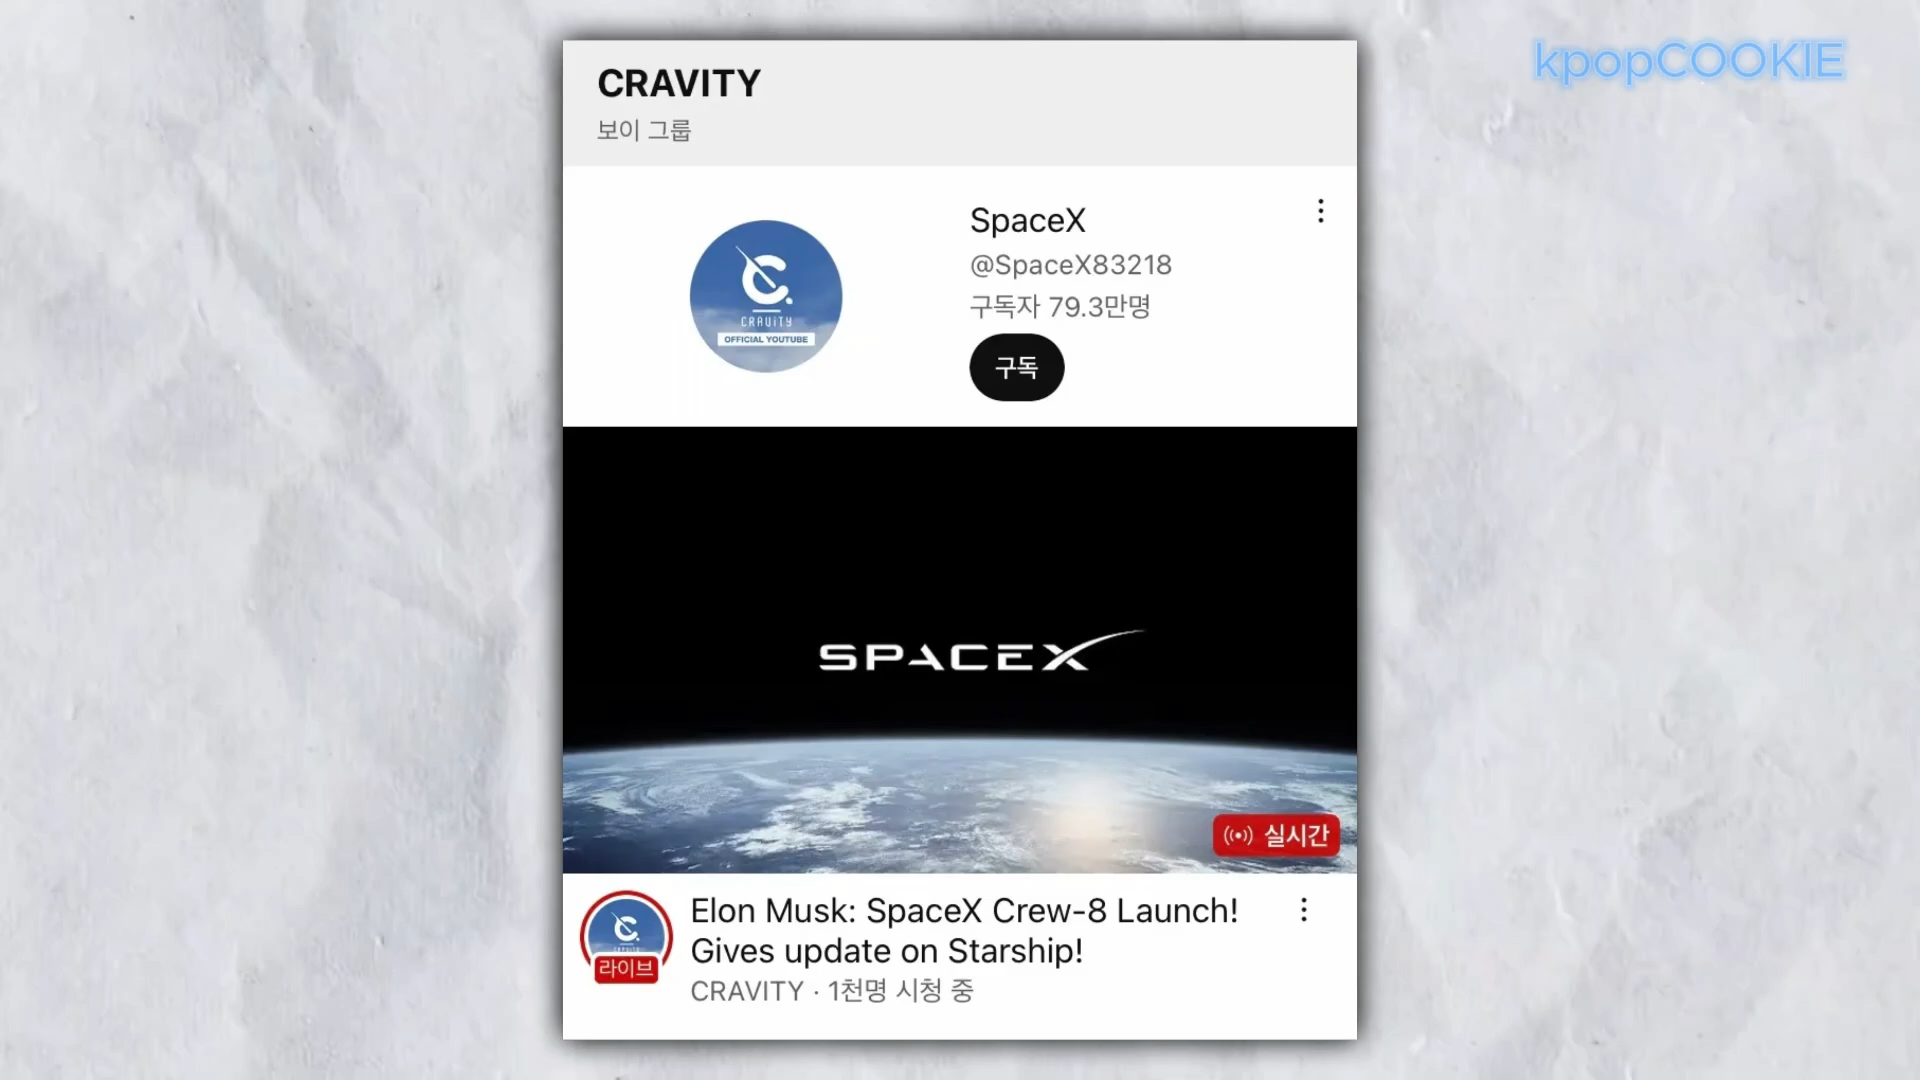 kpopCOOKIE
CRAVITY
보이 그룹
SpaceX
@SpaceX83218
구독자 79.3만명
구독
CRAVITY
OFFICIAL YOUTUBE
SPACEX
실시간
Elon Musk: SpaceX Crew-8 Launch!
Gives update on Starship!
CRAVITY · 1천명 시청 중
CRAVITY
라이브